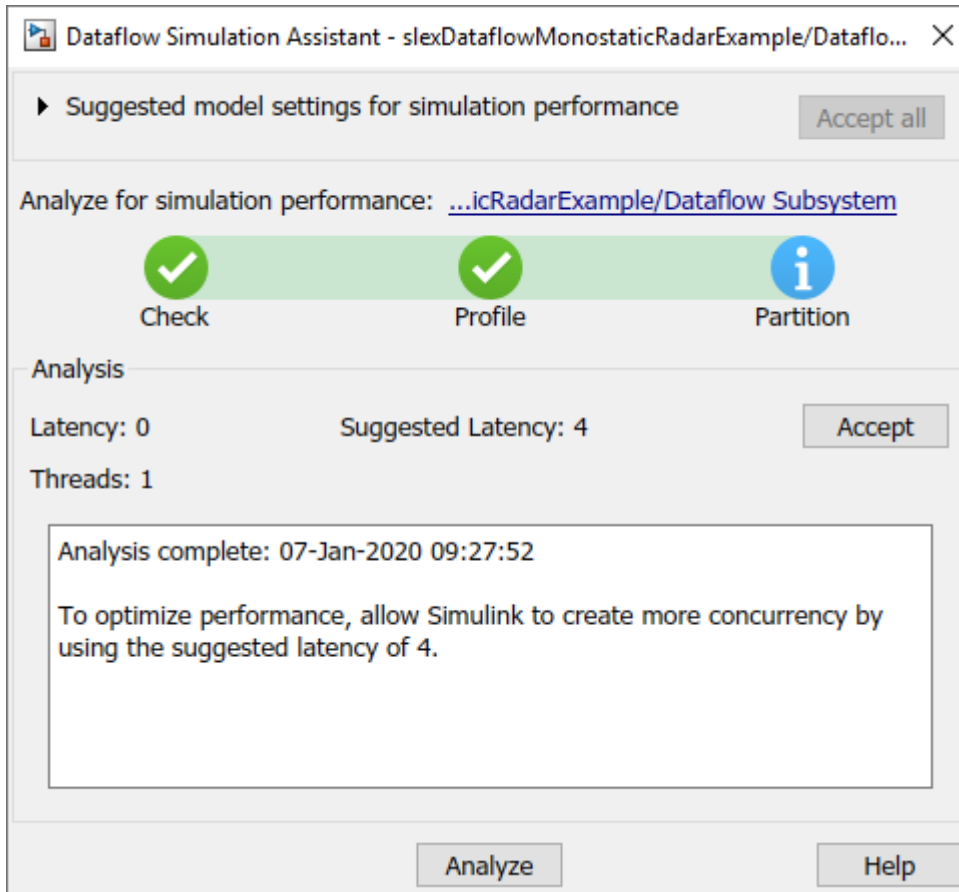 Dataflow Simulation Assistant - slexDataflowMonostaticRadarExample/Dataflo...
Suggested model settings for simulation performance
Accept all
Analyze for simulation performance: ...icRadarExample/Dataflow Subsystem
Check Profile Partition
Analysis
Latency: 0 Suggested Latency: 4 Accept
Threads: 1
Analysis complete: 07-Jan-2020 09:27:52
To optimize performance, allow Simulink to create more concurrency by
using the suggested latency of 4.
Analyze Help